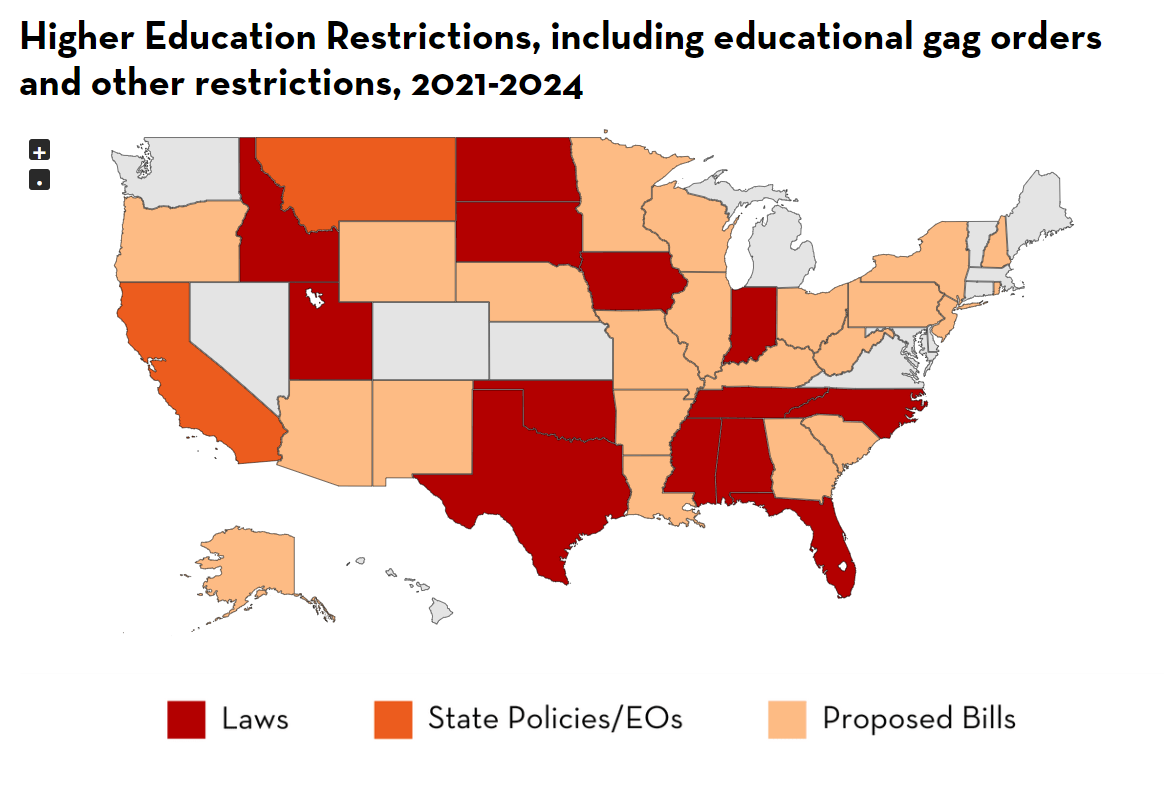 Higher Education Restrictions, including educational gag orders
and other restrictions, 2021-2024
+
.
Laws
State Policies/EOs
Proposed Bills